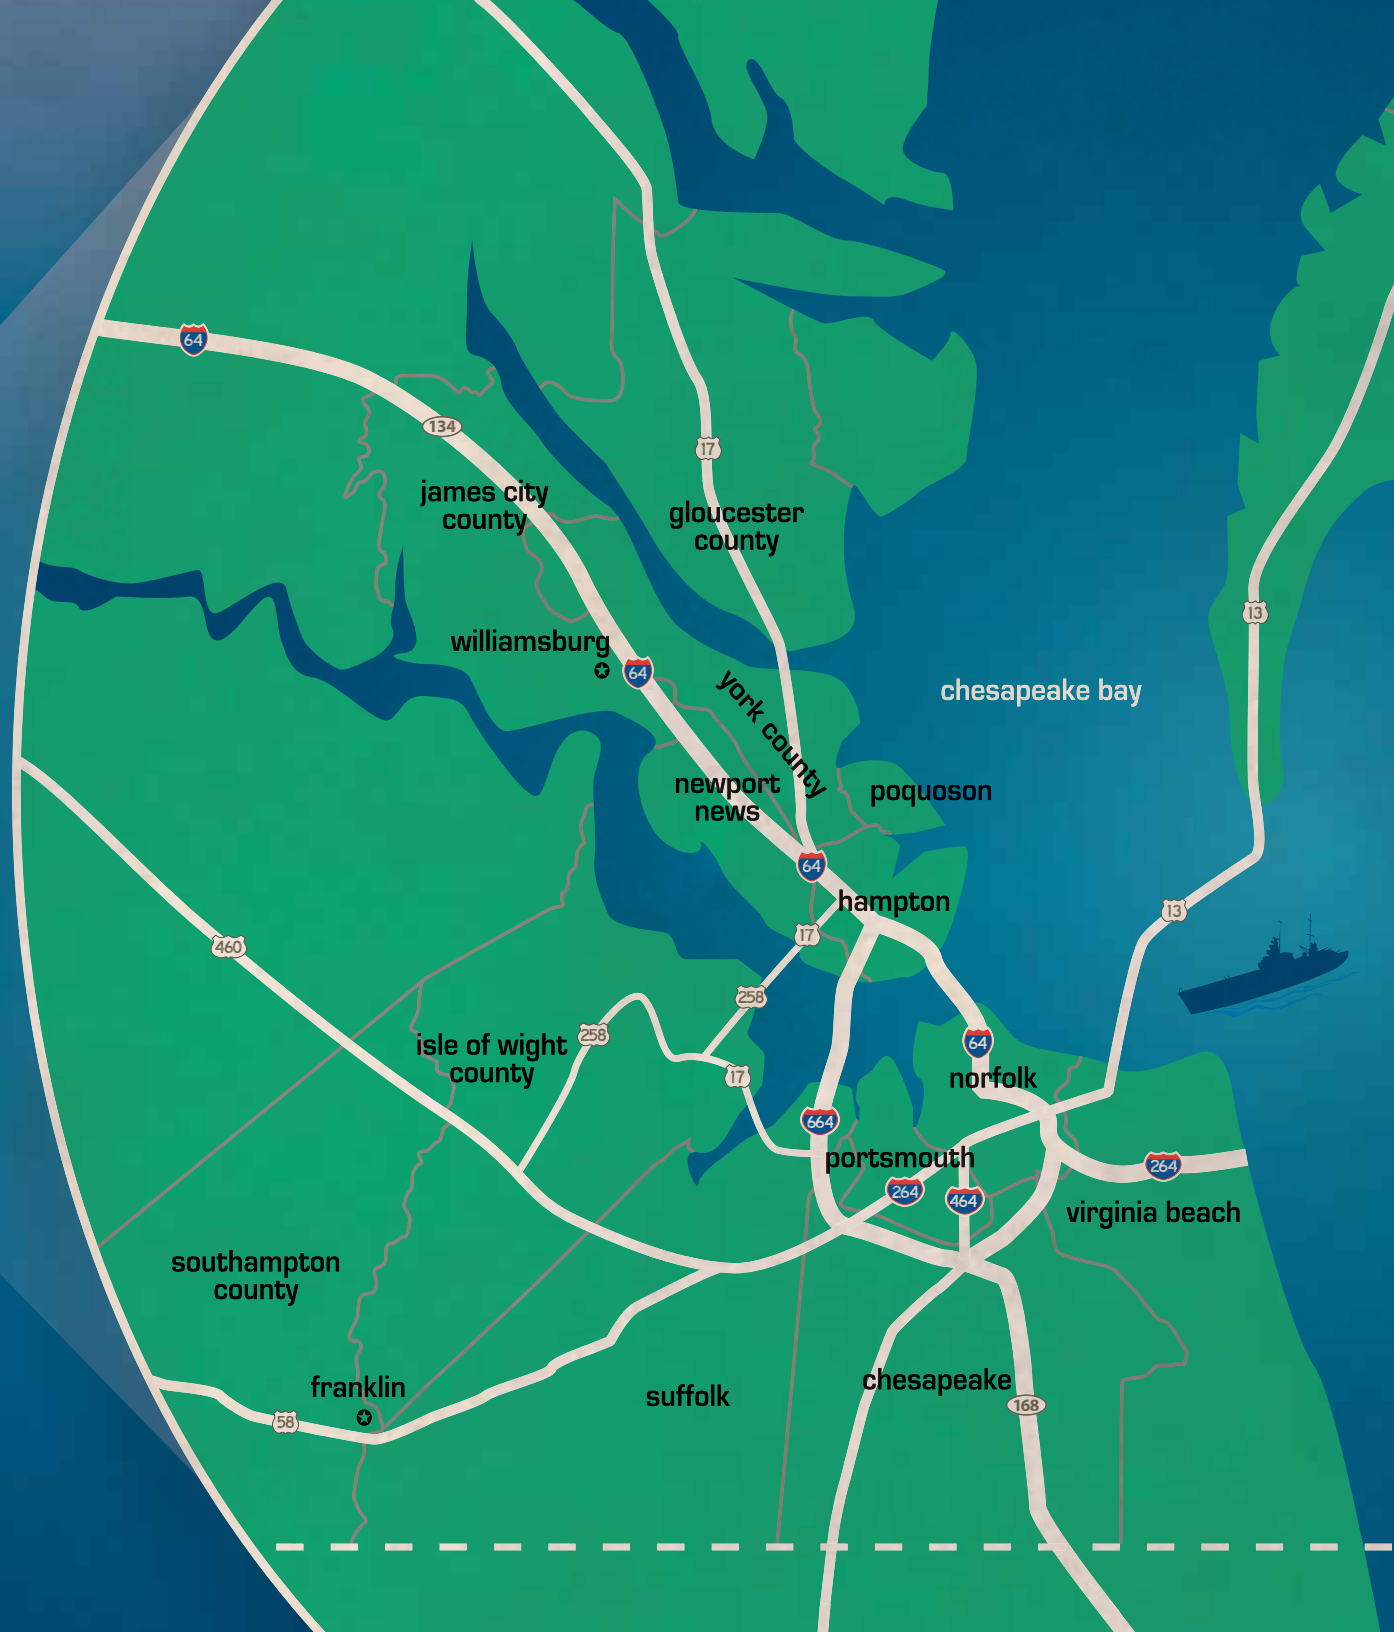 64
134
17
james city
county
gloucester
county
13
williamsburg
64
chesapeake bay
york county
newport
news
poquoson
64
hampton
13
17
460
258
258
isle of wight
county
64
17
norfolk
664
portsmouth
264
264
464
virginia beach
southampton
county
franklin
suffolk
chesapeake
168
58